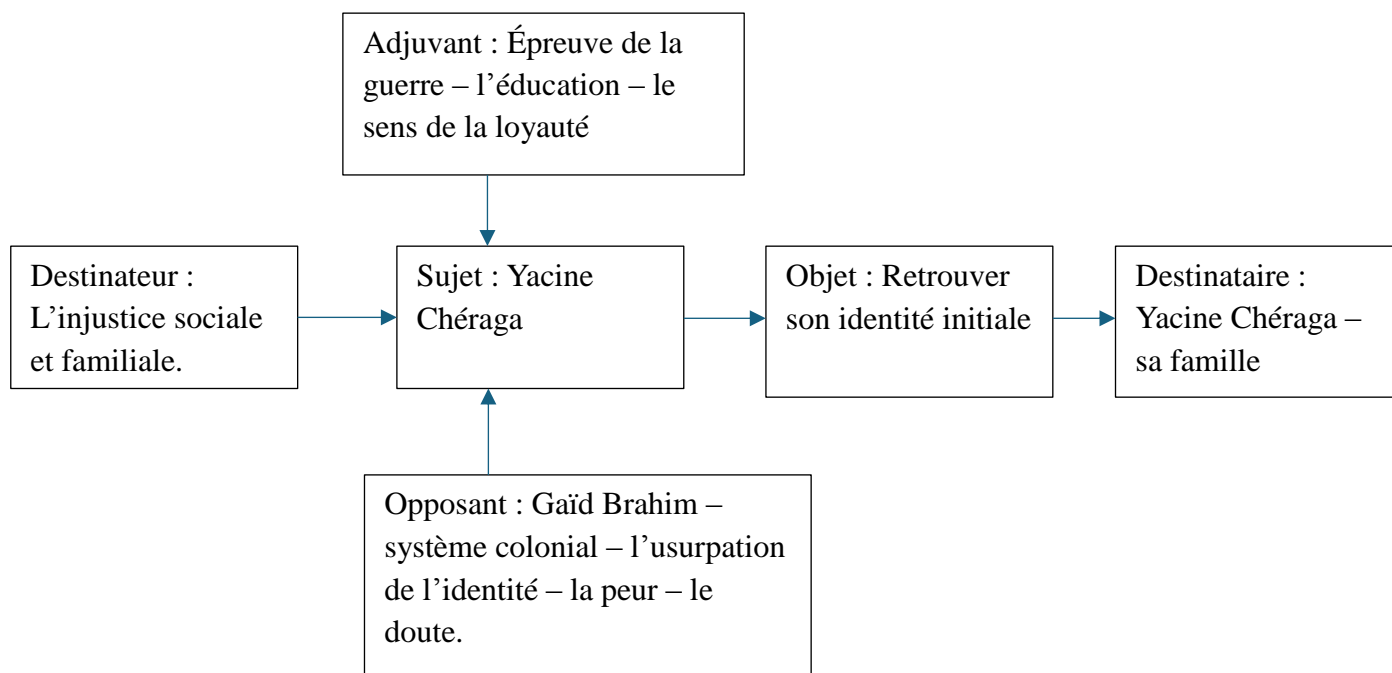 Adjuvant : Épreuve de la
guerre – l’éducation – le
sens de la loyauté
Destinateur :
L’injustice sociale
et familiale.
Sujet : Yacine
Chéraga
Objet : Retrouver
son identité initiale
Destinataire :
Yacine Chéraga –
sa famille
Opposant : Gaïd Brahim –
système colonial – l’usurpation
de l’identité – la peur – le
doute.